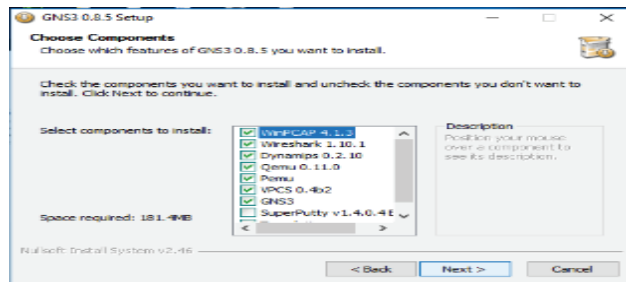 GNS3 0.8.5 Setup
Choose Components
Choose which features of GNS3 0.8.5 you want to install.
Check the components you want to install and uncheck the components you don't want to
install. Click Next to continue.
Select components to install:
WinPCAP 4.1.3
Wireshark 1.10.1
Dynamips 0.2.10
Qemu 0.11.0
Pemu
VPCS 0.4b2
GNS3
SuperPutty v1.4.0.4
Description
Position your mouse
over a component to
see its description.
Space required: 181.4MB
Nullsoft Install System v2.46
< Back
Next >
Cancel